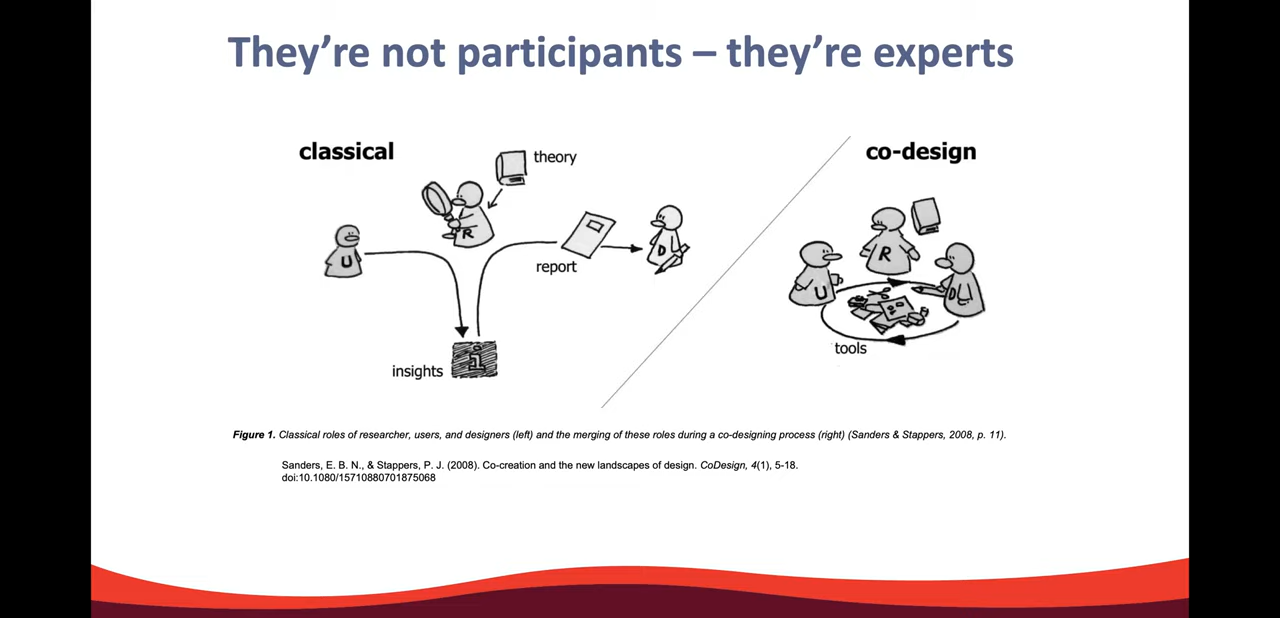 They’re not participants – they’re experts
classical
theory
R
U
D
report
i
insights
co-design
R
U
D
tools
Figure 1. Classical roles of researcher, users, and designers (left) and the merging of these roles during a co-designing process (right) (Sanders & Stappers, 2008, p. 11).
Sanders, E. B. N., & Stappers, P. J. (2008). Co-creation and the new landscapes of design. CoDesign, 4(1), 5-18.
doi:10.1080/15710880701875068